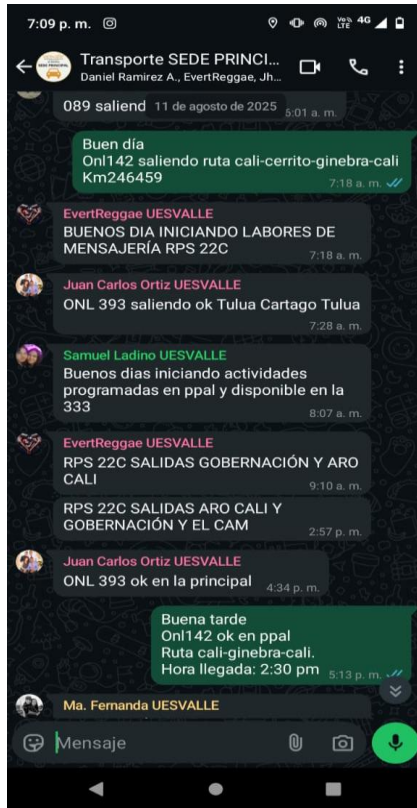 7:09 p. m.
VoLTE 4G
Transporte SEDE PRINCI...
Daniel Ramirez A., EvertReggae, Jh...
089 saliend
11 de agosto de 2025
6:01 a. m.
Buen día
Onl142 saliendo ruta cali-cerrito-ginebra-cali
Km246459
7:18 a. m.
EvertReggae UESVALLE
BUENOS DIA INICIANDO LABORES DE
MENSAJERÍA RPS 22C
7:18 a. m.
Juan Carlos Ortiz UESVALLE
ONL 393 saliendo ok Tulua Cartago Tulua
7:28 a. m.
Samuel Ladino UESVALLE
Buenos dias iniciando actividades
programadas en ppal y disponible en la
333
8:07 a. m.
EvertReggae UESVALLE
RPS 22C SALIDAS GOBERNACIÓN Y ARO
CALI
9:10 a. m.
RPS 22C SALIDAS ARO CALI Y
GOBERNACIÓN Y EL CAM
2:57 p. m.
Juan Carlos Ortiz UESVALLE
ONL 393 ok en la principal
4:34 p. m.
Buena tarde
Onl142 ok en ppal
Ruta cali-ginebra-cali.
Hora llegada: 2:30 pm
5:13 p. m.
Ma. Fernanda UESVALLE
Mensaje